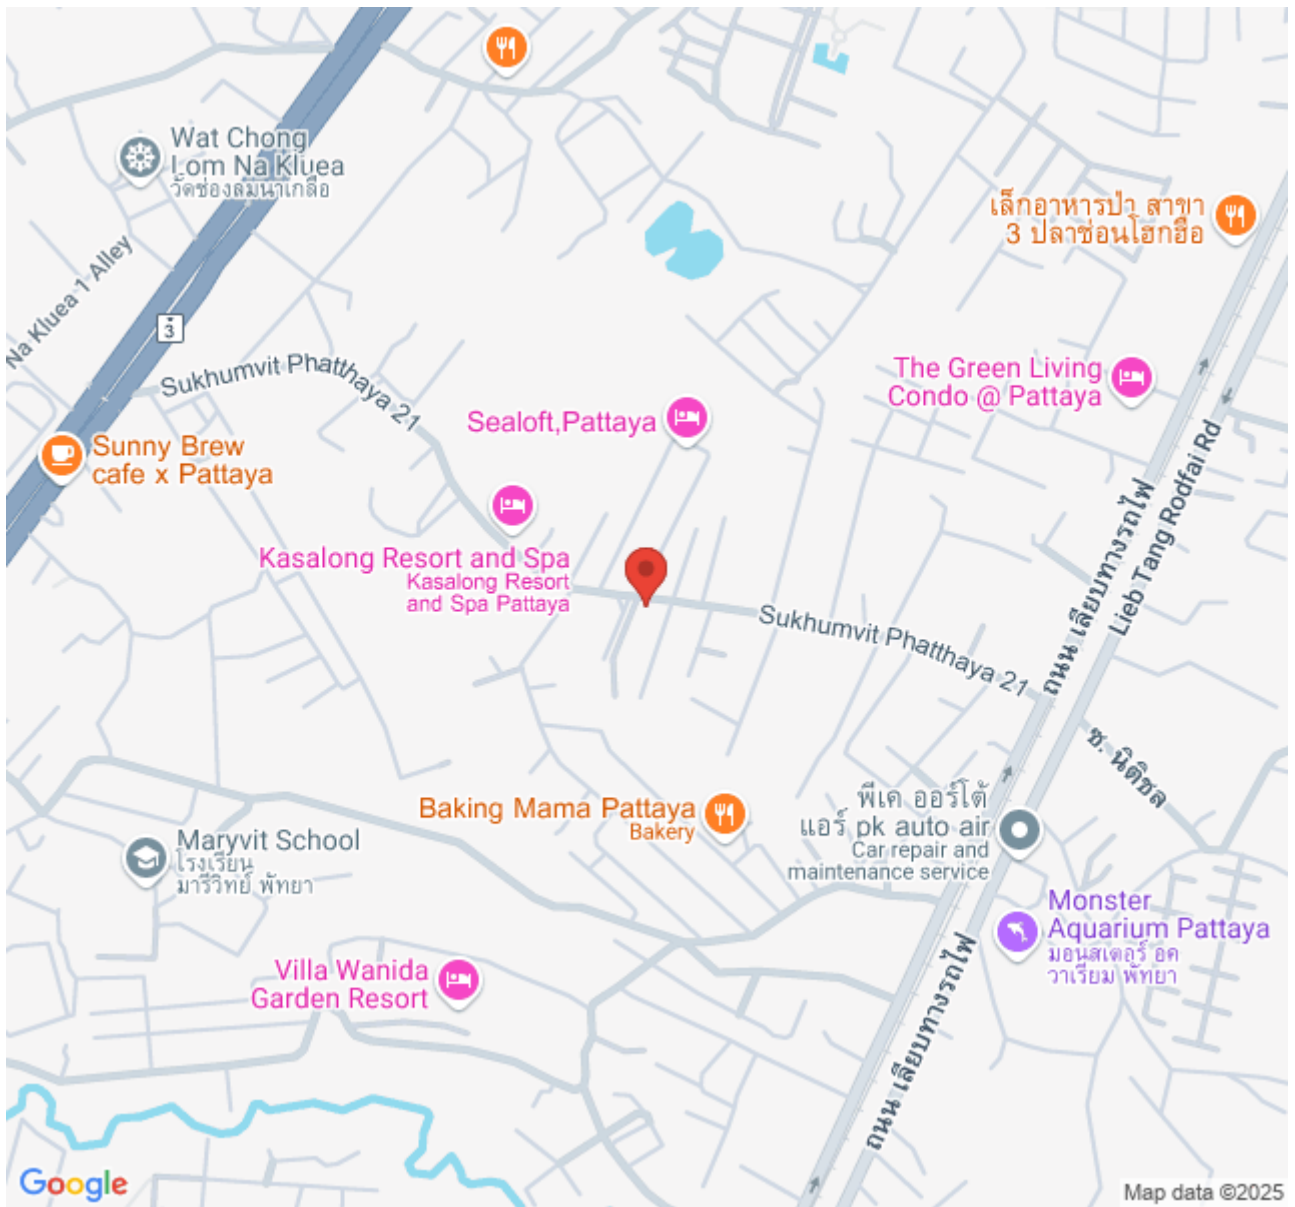 Wat Chong
Lom Na Kluea
วัดช่องลมนาเกลือ
Na Kluea 1 Alley
3
เล็กอาหารป่า สาขา
3 ปลาช่อนโฮกฮือ
Sukhumvit Phatthaya 21
The Green Living
Condo @ Pattaya
Sealoft,Pattaya
Sunny Brew
cafe x Pattaya
Kasalong Resort and Spa
Kasalong Resort
and Spa Pattaya
ถนน เลียบทางรถไฟ
Lieb Tang Rodfai Rd
Sukhumvit Phatthaya 21
ซ. นิติชล
Baking Mama Pattaya
Bakery
พีเค ออร์โต้
แอร์ pk auto air
Car repair and
maintenance service
Maryvit School
โรงเรียน
มารีวิทย์ พัทยา
Monster
Aquarium Pattaya
มอนสเตอร์ อค
วาเรียม พัทยา
Villa Wanida
Garden Resort
ถนน เลียบทางรถไฟ
Google
Map data ©2025